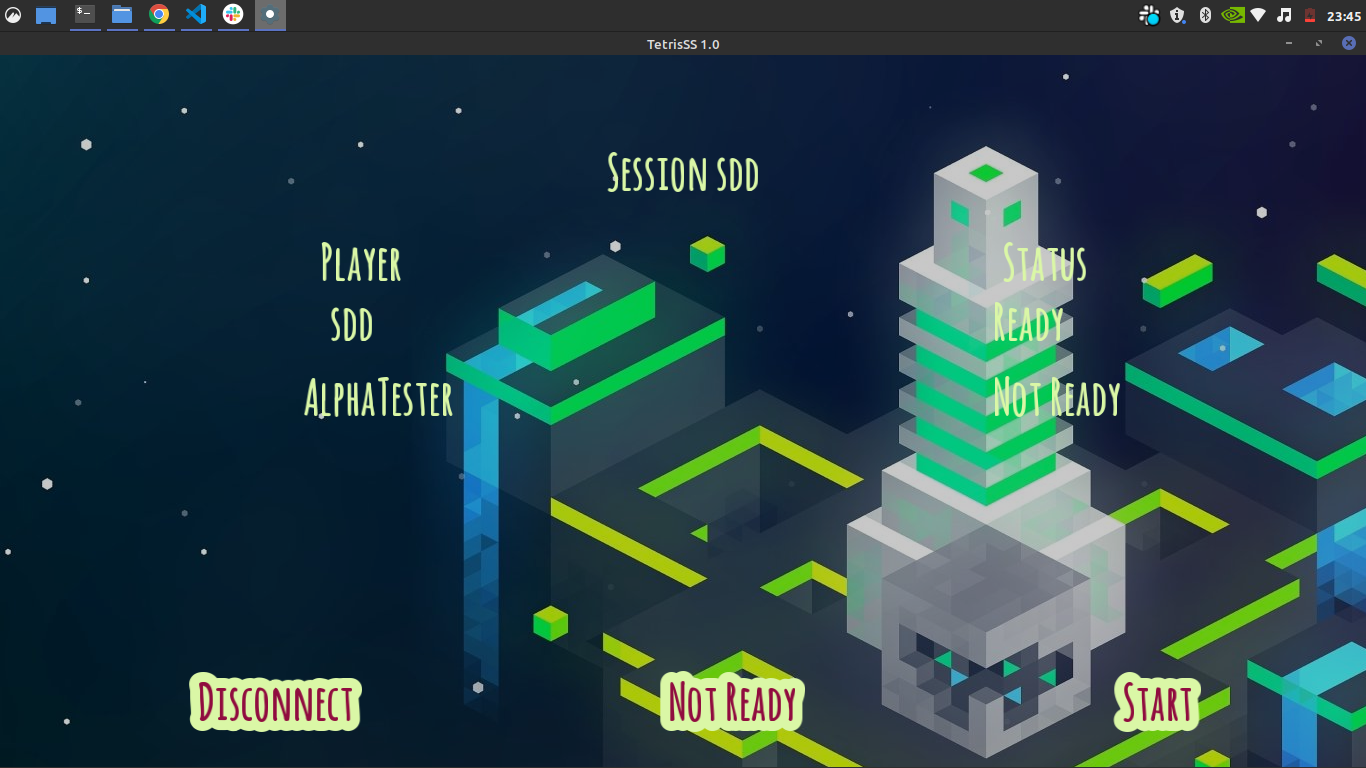 23:45
TetrisSS 1.0
Session sdd
Player Status
sdd Ready
AlphaTester Not Ready
Disconnect Not Ready Start